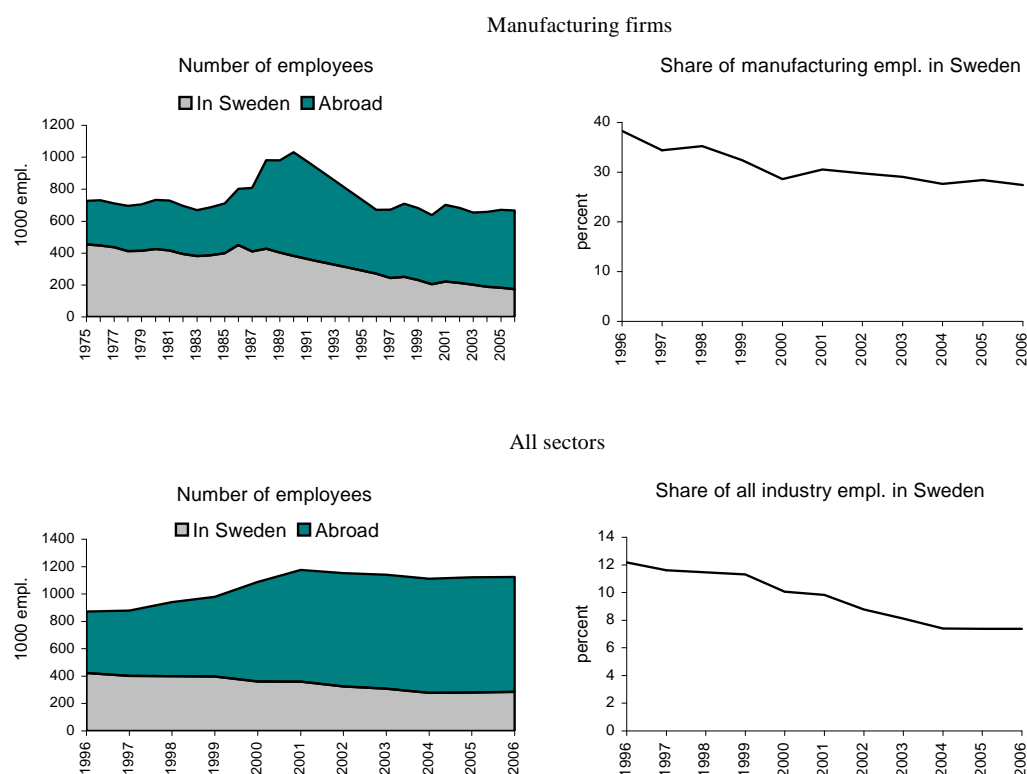 Manufacturing firms
Number of employees
In Sweden Abroad
1200
1000
800
600
400
200
0
1000 empl.
1975 1977 1979 1981 1983 1985 1987 1989 1991 1993 1995 1997 1999 2001 2003 2005
Share of manufacturing empl. in Sweden
40
30
20
10
0
percent
1996 1997 1998 1999 2000 2001 2002 2003 2004 2005 2006
All sectors
Number of employees
In Sweden Abroad
1400
1200
1000
800
600
400
200
0
1000 empl.
1996 1997 1998 1999 2000 2001 2002 2003 2004 2005 2006
Share of all industry empl. in Sweden
14
12
10
8
6
4
2
0
percent
1996 1997 1998 1999 2000 2001 2002 2003 2004 2005 2006